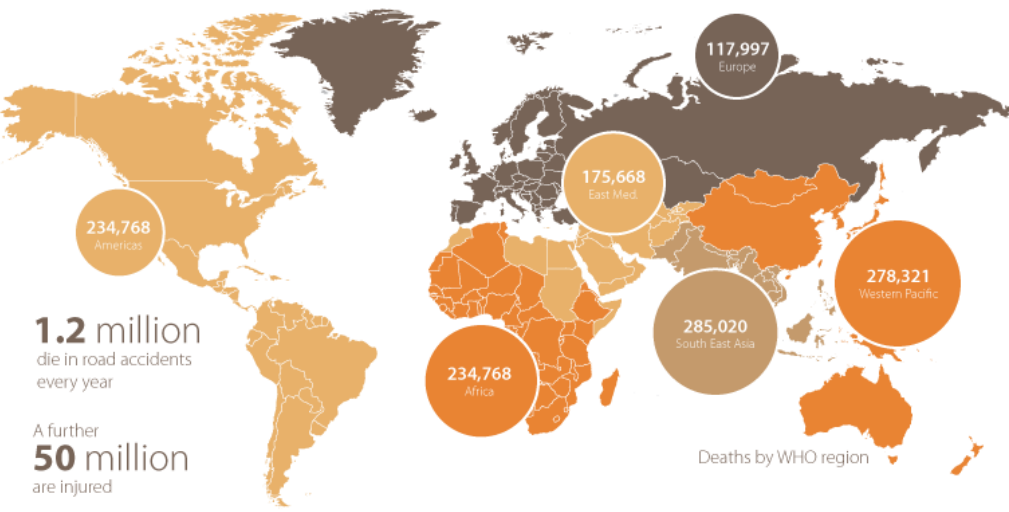 117,997
Europe
175,668
East Med.
234,768
Americas
278,321
Western Pacific
285,020
South East Asia
1.2 million
die in road accidents
every year
234,768
Africa
A further
50 million
are injured
Deaths by WHO region